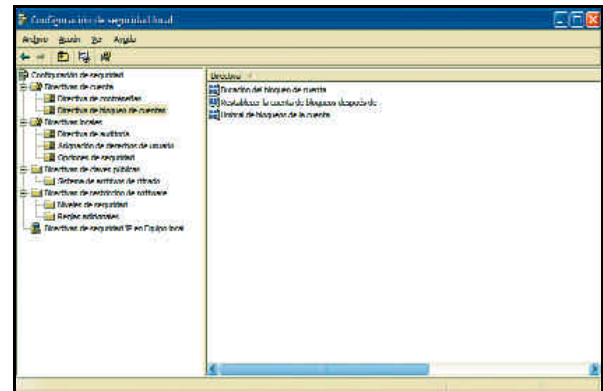 Configuración de seguridad local
Archivo Acción Ver Ayuda
Configuración de seguridad
Directivas de cuenta
Directiva de contraseñas
Directiva de bloqueo de cuentas
Directivas locales
Directiva de auditoría
Asignación de derechos de usuario
Opciones de seguridad
Directivas de claves públicas
Sistema de archivos de cifrado
Directivas de restricción de software
Niveles de seguridad
Reglas adicionales
Directivas de seguridad IP en Equipo local
Directiva
Duración del bloqueo de cuenta
Restablecer la cuenta de bloqueos después de
Umbral de bloqueos de la cuenta